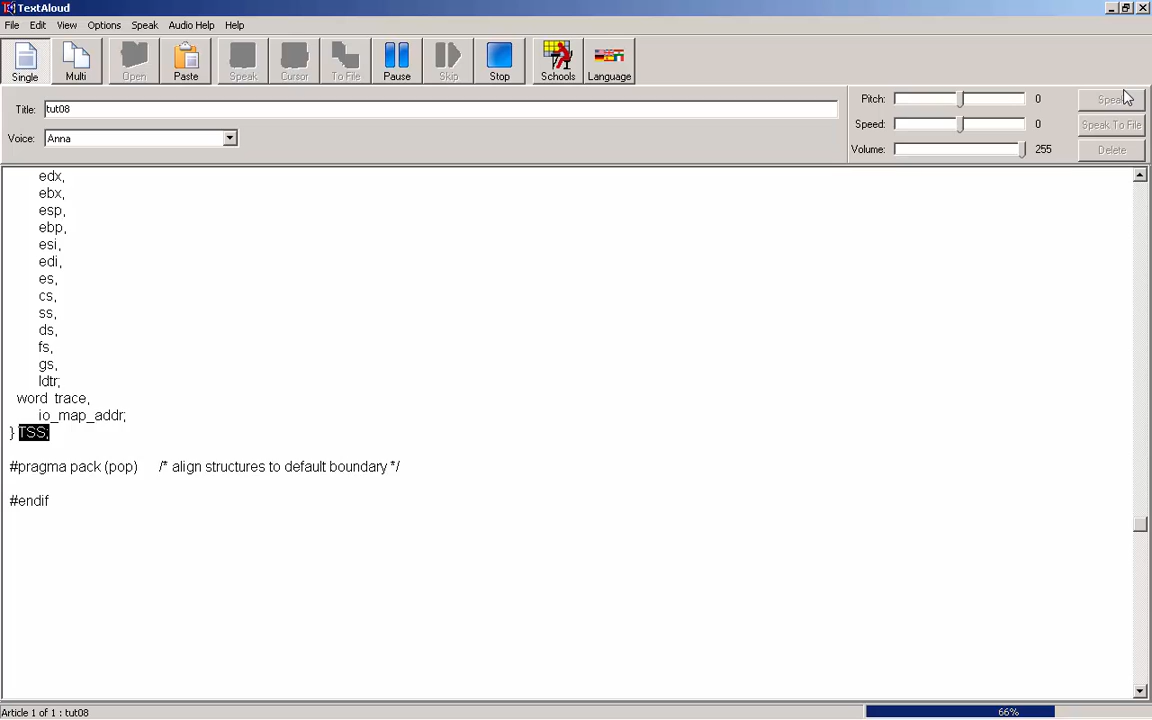 TextAloud
File Edit View Options Speak Audio Help Help
Single Multi Open Paste Speak Cursor To File Pause Skip Stop Schools Language
Title: tut08
Voice: Anna
Pitch: 0
Speed: 0
Volume: 255
Speak
Speak To File
Delete
edx,
ebx,
esp,
ebp,
esi,
edi,
es,
cs,
ss,
ds,
fs,
gs,
ldtr;
word trace,
io_map_addr;
} TSS;
#pragma pack (pop) /* align structures to default boundary */
#endif
Article 1 of 1 : tut08
66%